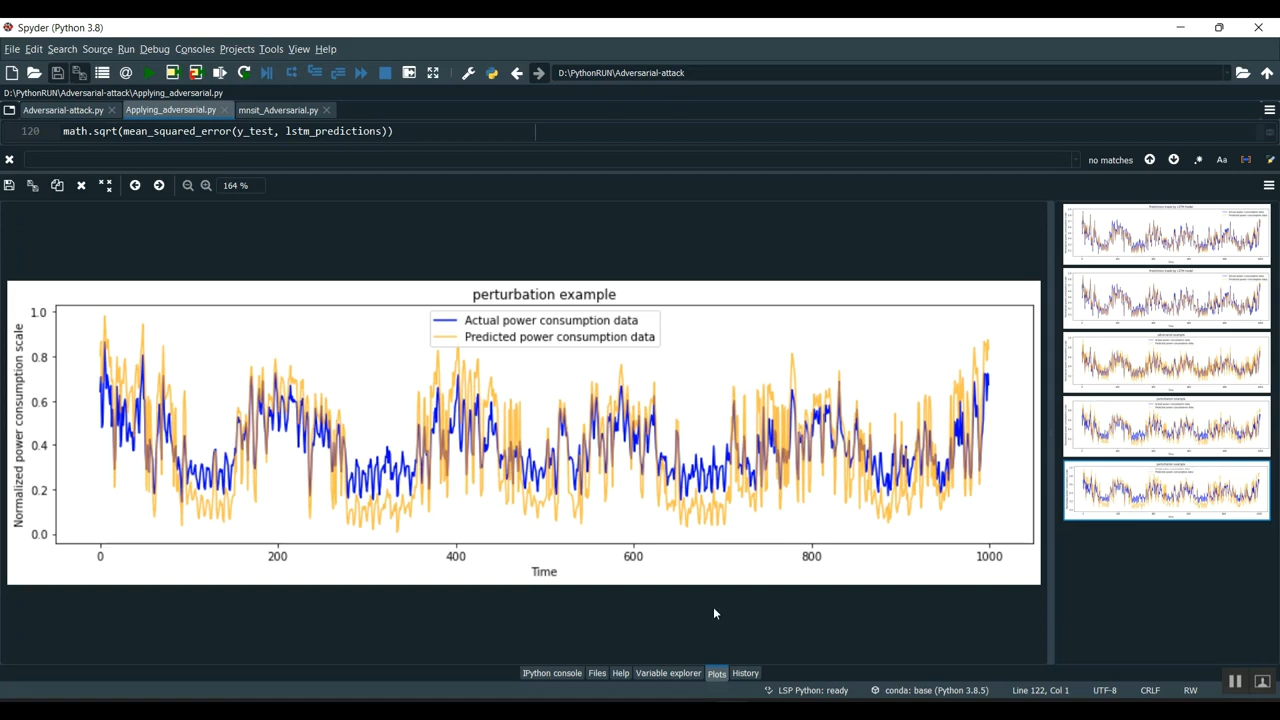 Spyder (Python 3.8)
File Edit Search Source Run Debug Consoles Projects Tools View Help
D:\PythonRUN\Adversarial-attack
D:\PythonRUN\Adversarial-attack\Applying_adversarial.py
Adversarial-attack.py Applying_adversarial.py mnsit_Adversarial.py
120 math.sqrt(mean_squared_error(y_test, lstm_predictions))
no matches Aa
164 %
perturbation example
Actual power consumption data
Predicted power consumption data
Normalized power consumption scale
1.0
0.8
0.6
0.4
0.2
0.0
0 200 400 600 800 1000
Time
IPython console Files Help Variable explorer Plots History
LSP Python: ready conda: base (Python 3.8.5) Line 122, Col 1 UTF-8 CRLF RW